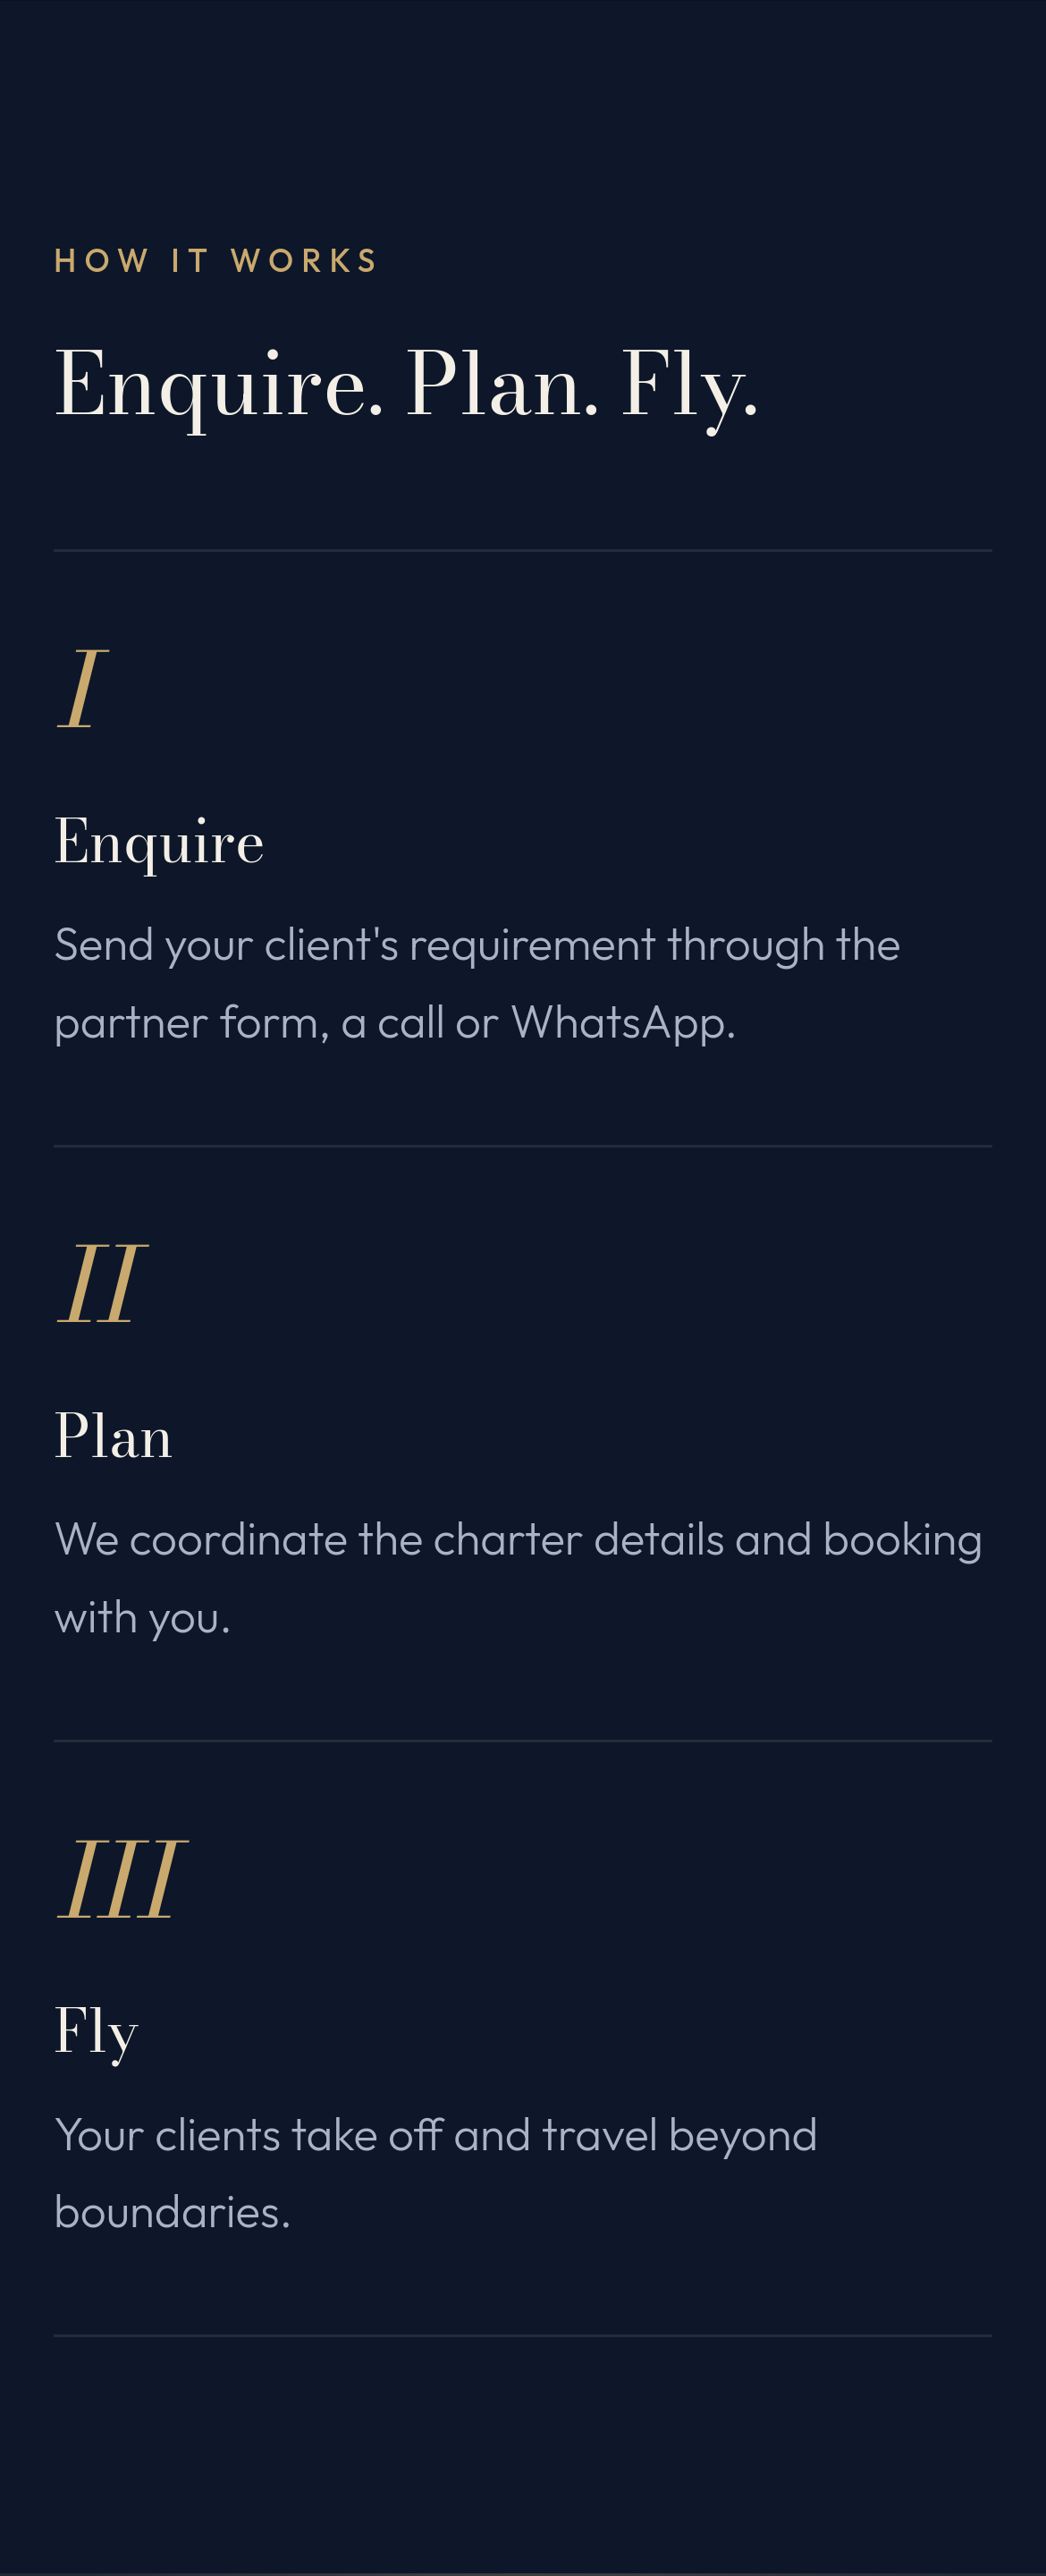 HOW IT WORKS
Enquire. Plan. Fly.
I
Enquire
Send your client's requirement through the
partner form, a call or WhatsApp.
II
Plan
We coordinate the charter details and booking
with you.
III
Fly
Your clients take off and travel beyond
boundaries.